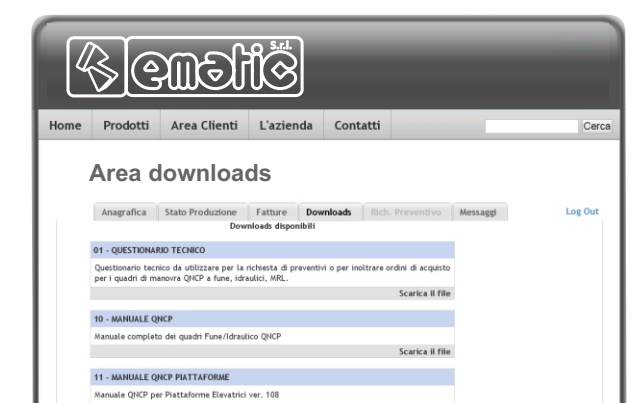 ematic S.r.l.
Home Prodotti Area Clienti L'azienda Contatti Cerca
Area downloads
Anagrafica Stato Produzione Fatture Downloads Rich. Preventivo Messaggi Log Out
Downloads disponibili
01 - QUESTIONARIO TECNICO
Questionario tecnico da utilizzare per la richiesta di preventivi o per inoltrare ordini di acquisto
per i quadri di manovra QNCP a fune, idraulici, MRL.
Scarica il file
10 - MANUALE QNCP
Manuale completo dei quadri Fune/Idraulico QNCP
Scarica il file
11 - MANUALE QNCP PIATTAFORME
Manuale QNCP per Piattaforme Elevatrici ver. 108